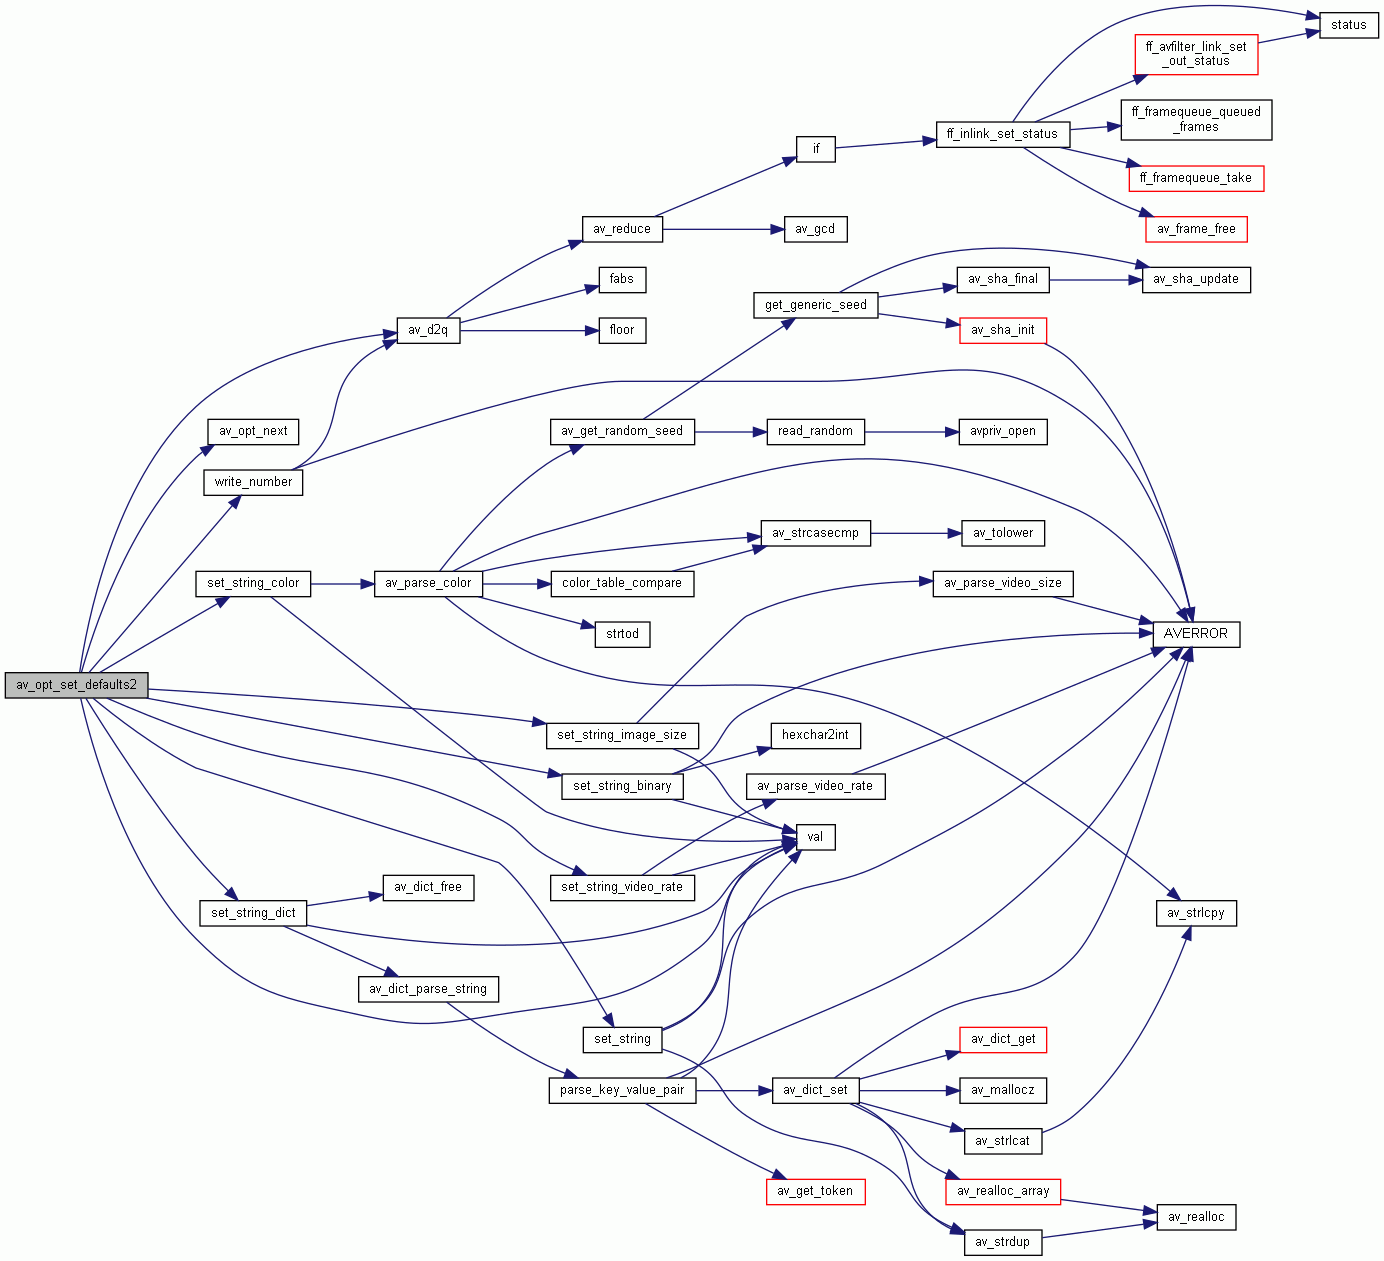 status
ff_avfilter_link_set
_out_status
ff_framequeue_queued
_frames
ff_inlink_set_status
if
ff_framequeue_take
av_reduce
av_gcd
av_frame_free
fabs
av_sha_final
av_sha_update
get_generic_seed
av_d2q
floor
av_sha_init
av_opt_next
av_get_random_seed
read_random
avpriv_open
write_number
av_strcasecmp
av_tolower
set_string_color
av_parse_color
color_table_compare
av_parse_video_size
strtod
AVERROR
av_opt_set_defaults2
set_string_image_size
hexchar2int
set_string_binary
av_parse_video_rate
val
set_string_video_rate
av_dict_free
set_string_dict
av_strlcpy
av_dict_parse_string
set_string
av_dict_get
parse_key_value_pair
av_dict_set
av_mallocz
av_strlcat
av_get_token
av_realloc_array
av_realloc
av_strdup